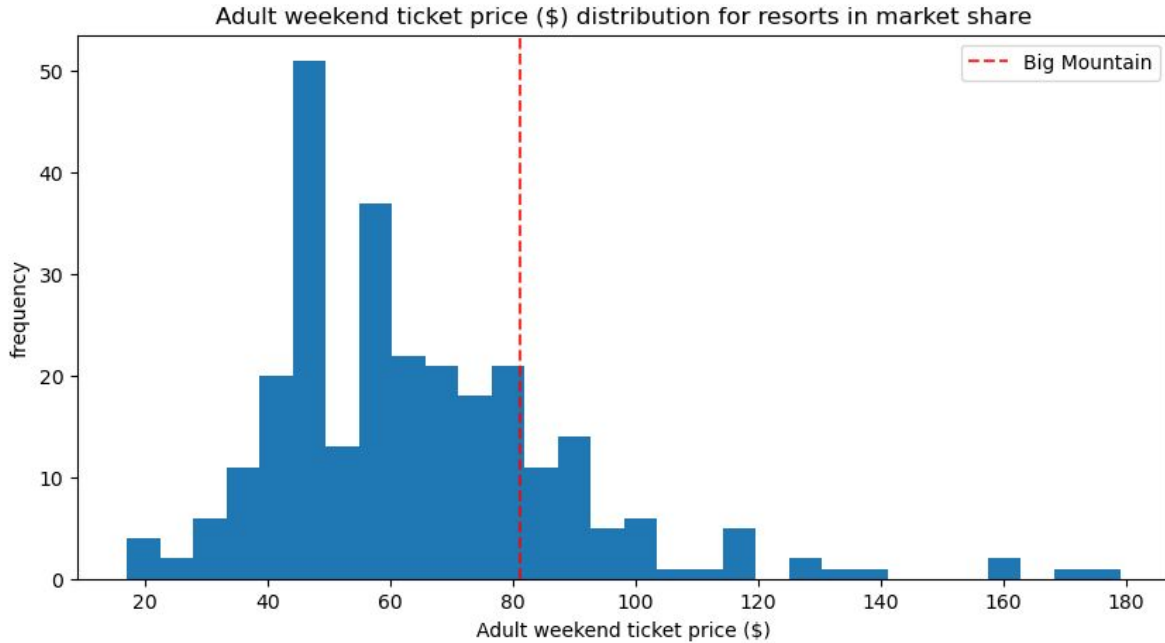 Adult weekend ticket price ($) distribution for resorts in market share
Big Mountain
50
40
30
20
10
0
frequency
20 40 60 80 100 120 140 160 180
Adult weekend ticket price ($)